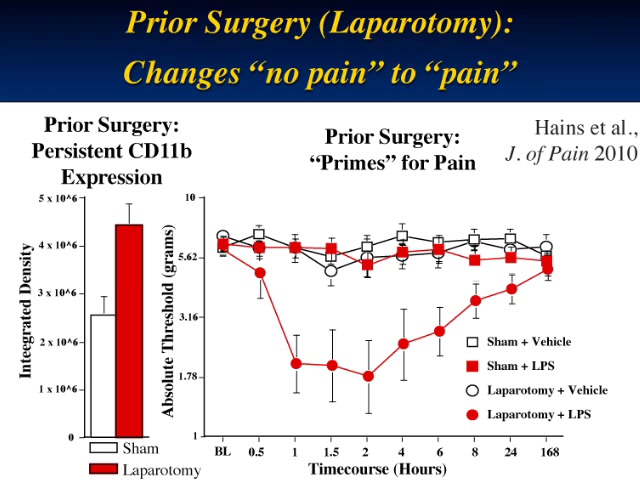 Prior Surgery (Laparotomy):
Changes “no pain” to “pain”
Prior Surgery:
Persistent CD11b
Expression
Prior Surgery:
“Primes” for Pain
Hains et al.,
J. of Pain 2010
Inteegrated Density
5 x 10^6
4 x 10^6
3 x 10^6
2 x 10^6
1 x 10^6
0
Sham
Laparotomy
Absolute Threshold (grams)
10
5.62
3.16
1.78
1
BL 0.5 1 1.5 2 4 6 8 24 168
Timecourse (Hours)
Sham + Vehicle
Sham + LPS
Laparotomy + Vehicle
Laparotomy + LPS